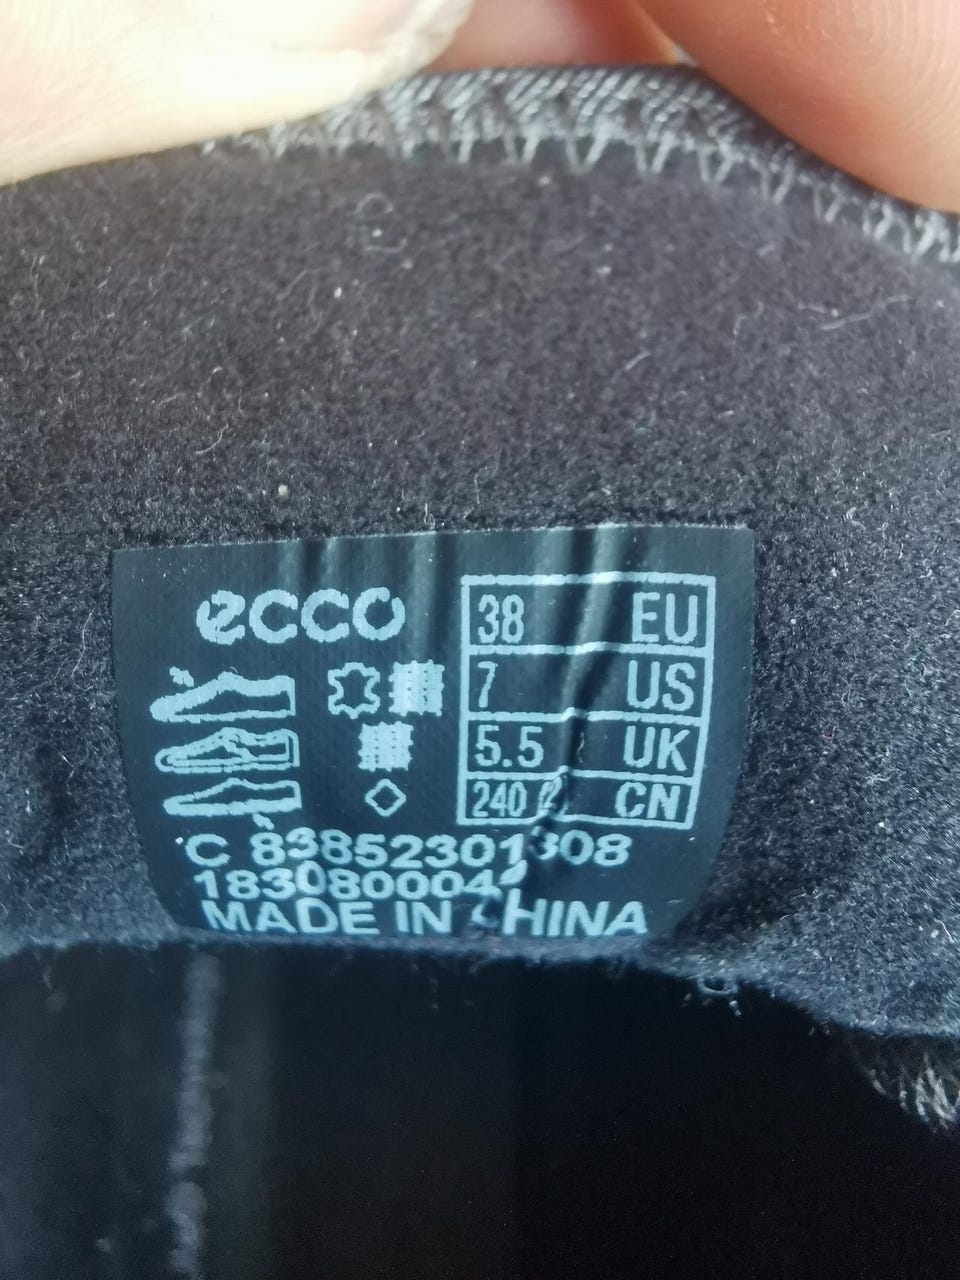 ecco
38 EU
7 US
5.5 UK
240 CN
C 83852301308
183080004
MADE IN CHINA